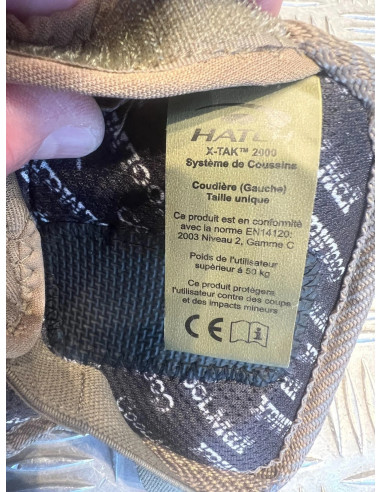 HATCH
X-TAK™ 2000
Système de Coussins
Coudière (Gauche)
Taille unique
Ce produit est en conformité
avec la norme EN14120:
2003 Niveau 2, Gamme C
Poids de l'utilisateur
supérieur à 50 kg
Ce produit protègera
l'utilisateur contre des coups
et des impacts mineurs
CE